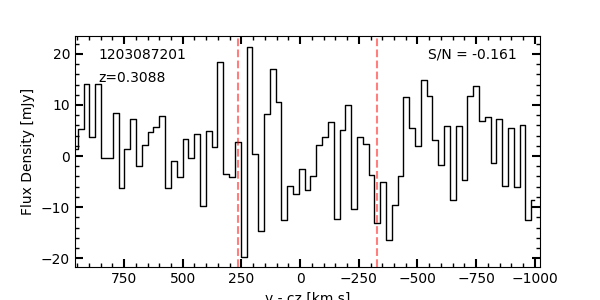 1203087201
S/N = -0.161
z=0.3088
Flux Density [mJy]
20
10
0
−10
−20
750 500 250 0 −250 −500 −750 −1000
v - cz [km s]